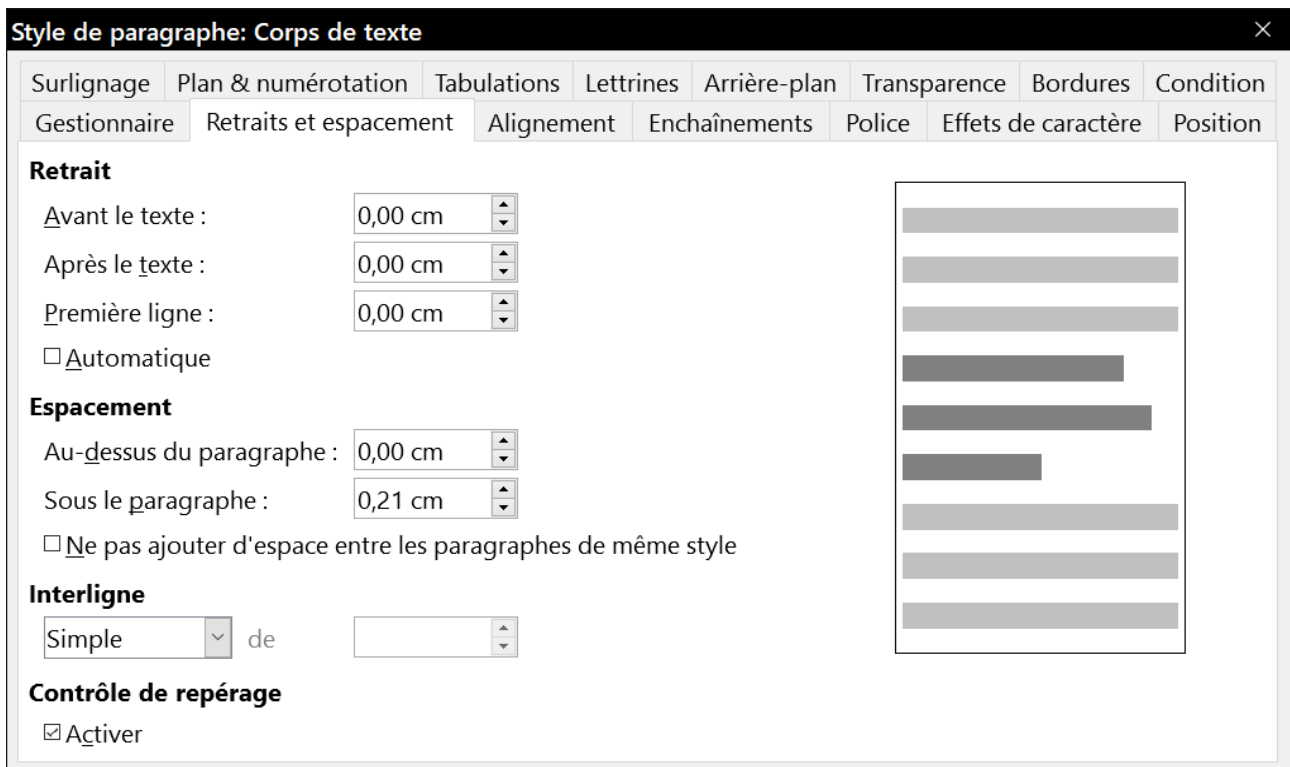 Style de paragraphe: Corps de texte
Surlignage Plan & numérotation Tabulations Lettrines Arrière-plan Transparence Bordures Condition
Gestionnaire Retraits et espacement Alignement Enchaînements Police Effets de caractère Position
Retrait
Avant le texte : 0,00 cm
Après le texte : 0,00 cm
Première ligne : 0,00 cm
Automatique
Espacement
Au-dessus du paragraphe : 0,00 cm
Sous le paragraphe : 0,21 cm
Ne pas ajouter d'espace entre les paragraphes de même style
Interligne
Simple de
Contrôle de repérage
Activer